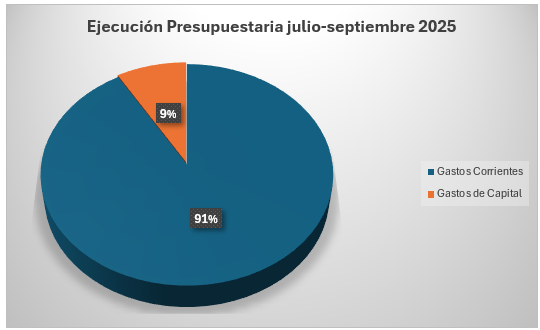 Ejecución Presupuestaria julio-septiembre 2025
9%
91%
Gastos Corrientes
Gastos de Capital